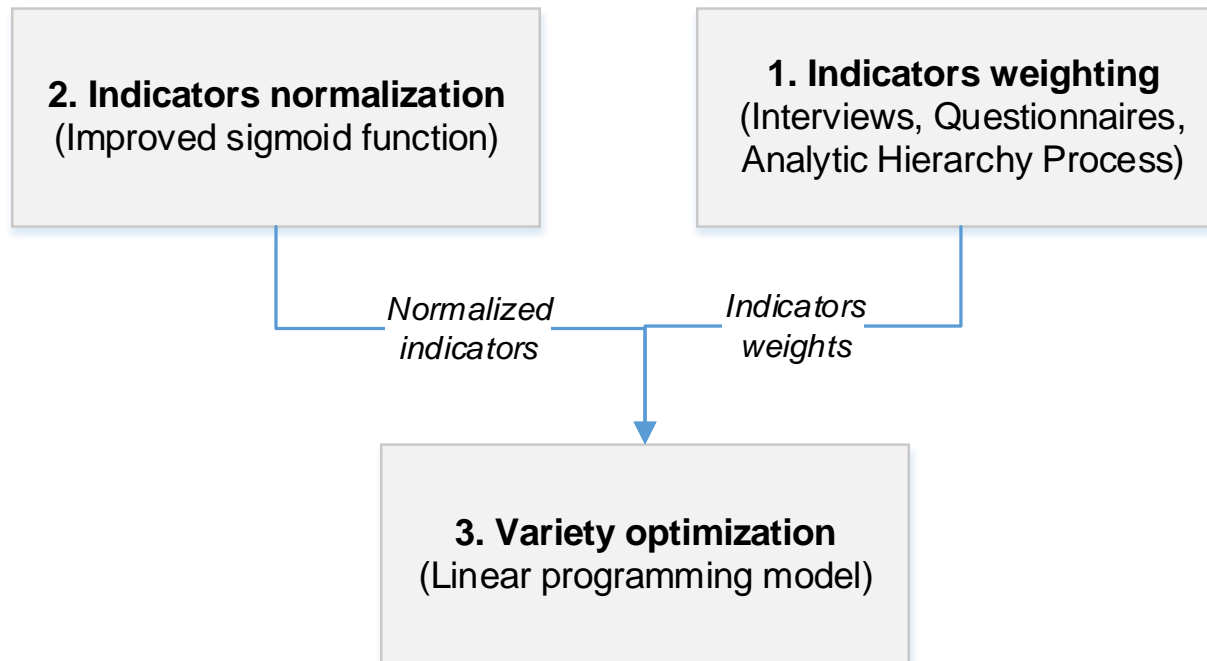 2. Indicators normalization
(Improved sigmoid function)
1. Indicators weighting
(Interviews, Questionnaires,
Analytic Hierarchy Process)
Normalized
indicators
Indicators
weights
3. Variety optimization
(Linear programming model)